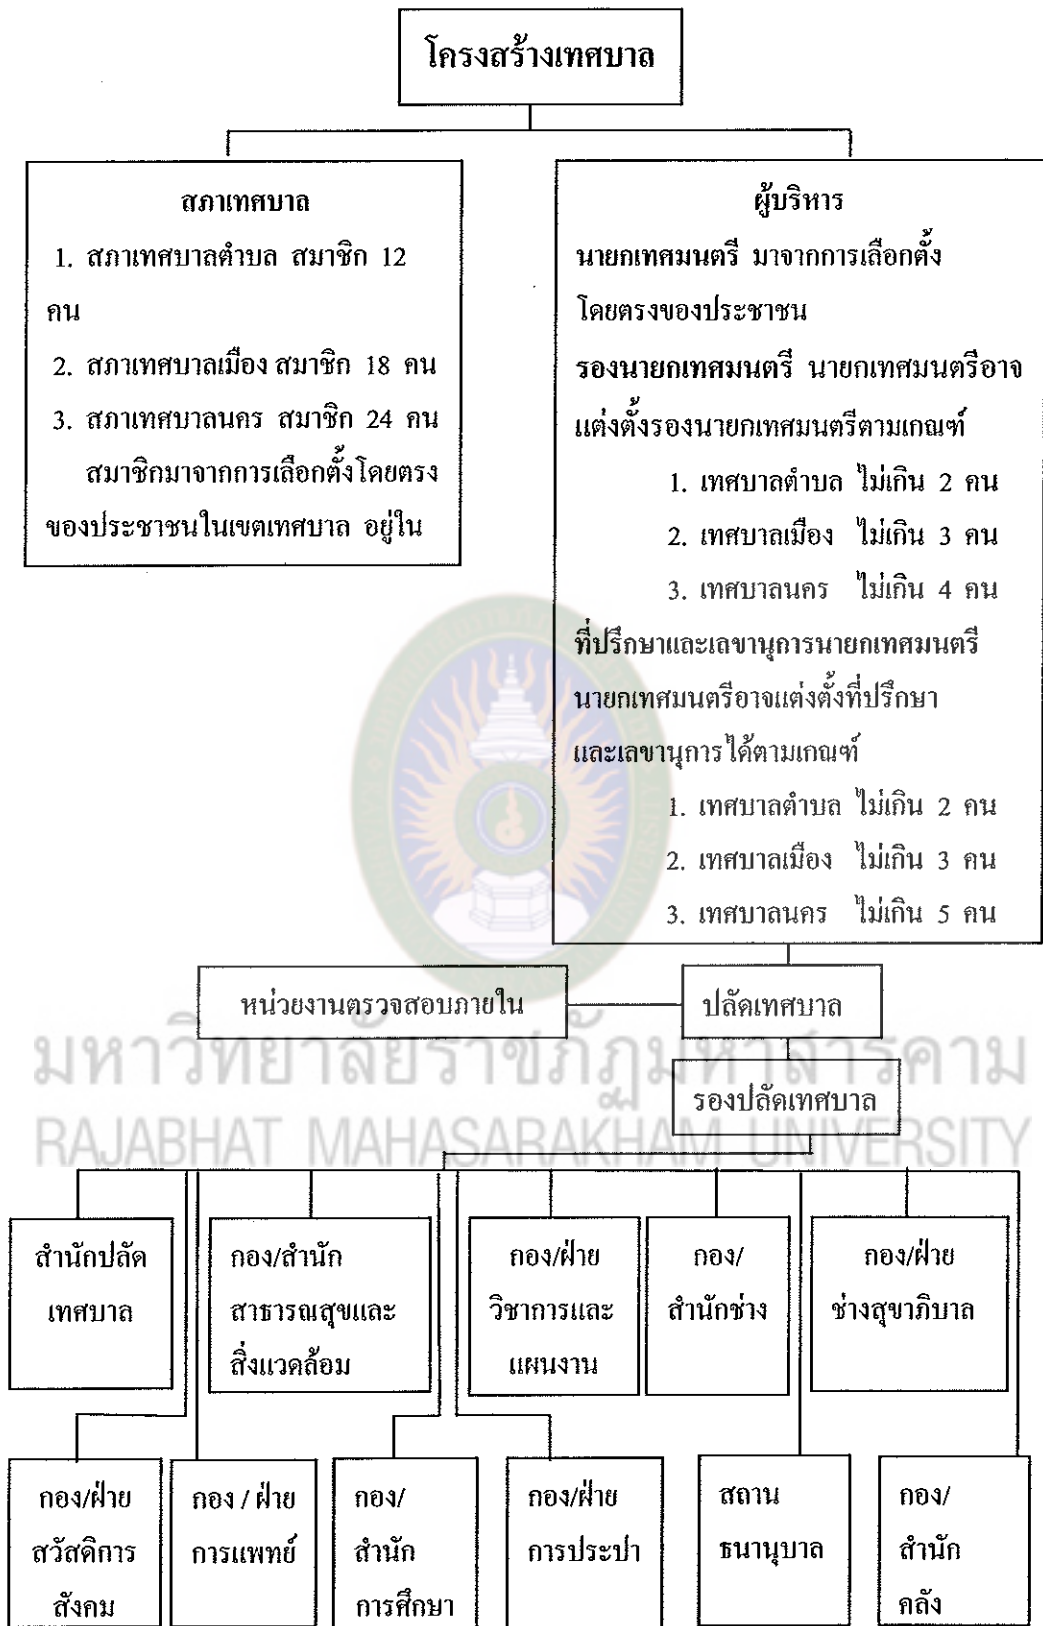 โครงสร้างเทศบาล
สภาเทศบาล
1. สภาเทศบาลตำบล สมาชิก 12
คน
2. สภาเทศบาลเมือง สมาชิก 18 คน
3. สภาเทศบาลนคร สมาชิก 24 คน
สมาชิกมาจากการเลือกตั้งโดยตรง
ของประชาชนในเขตเทศบาล อยู่ใน
ผู้บริหาร
นายกเทศมนตรี มาจากการเลือกตั้ง
โดยตรงของประชาชน
รองนายกเทศมนตรี นายกเทศมนตรีอาจ
แต่งตั้งรองนายกเทศมนตรีตามเกณฑ์
1. เทศบาลตำบล ไม่เกิน 2 คน
2. เทศบาลเมือง ไม่เกิน 3 คน
3. เทศบาลนคร ไม่เกิน 4 คน
ที่ปรึกษาและเลขานุการนายกเทศมนตรี
นายกเทศมนตรีอาจแต่งตั้งที่ปรึกษา
และเลขานุการได้ตามเกณฑ์
1. เทศบาลตำบล ไม่เกิน 2 คน
2. เทศบาลเมือง ไม่เกิน 3 คน
3. เทศบาลนคร ไม่เกิน 5 คน
หน่วยงานตรวจสอบภายใน
ปลัดเทศบาล
มหาวิทยาลัยราชภัฏมหาสารคาม
รองปลัดเทศบาล
RAJABHAT MAHASARAKHAM UNIVERSITY
สำนักปลัด
เทศบาล
กอง/สำนัก
สาธารณสุขและ
สิ่งแวดล้อม
กอง/ฝ่าย
วิชาการและ
แผนงาน
กอง/
สำนักช่าง
กอง/ฝ่าย
ช่างสุขาภิบาล
กอง/ฝ่าย
สวัสดิการ
สังคม
กอง / ฝ่าย
การแพทย์
กอง/
สำนัก
การศึกษา
กอง/ฝ่าย
การประปา
สถาน
ธนานุบาล
กอง/
สำนัก
คลัง